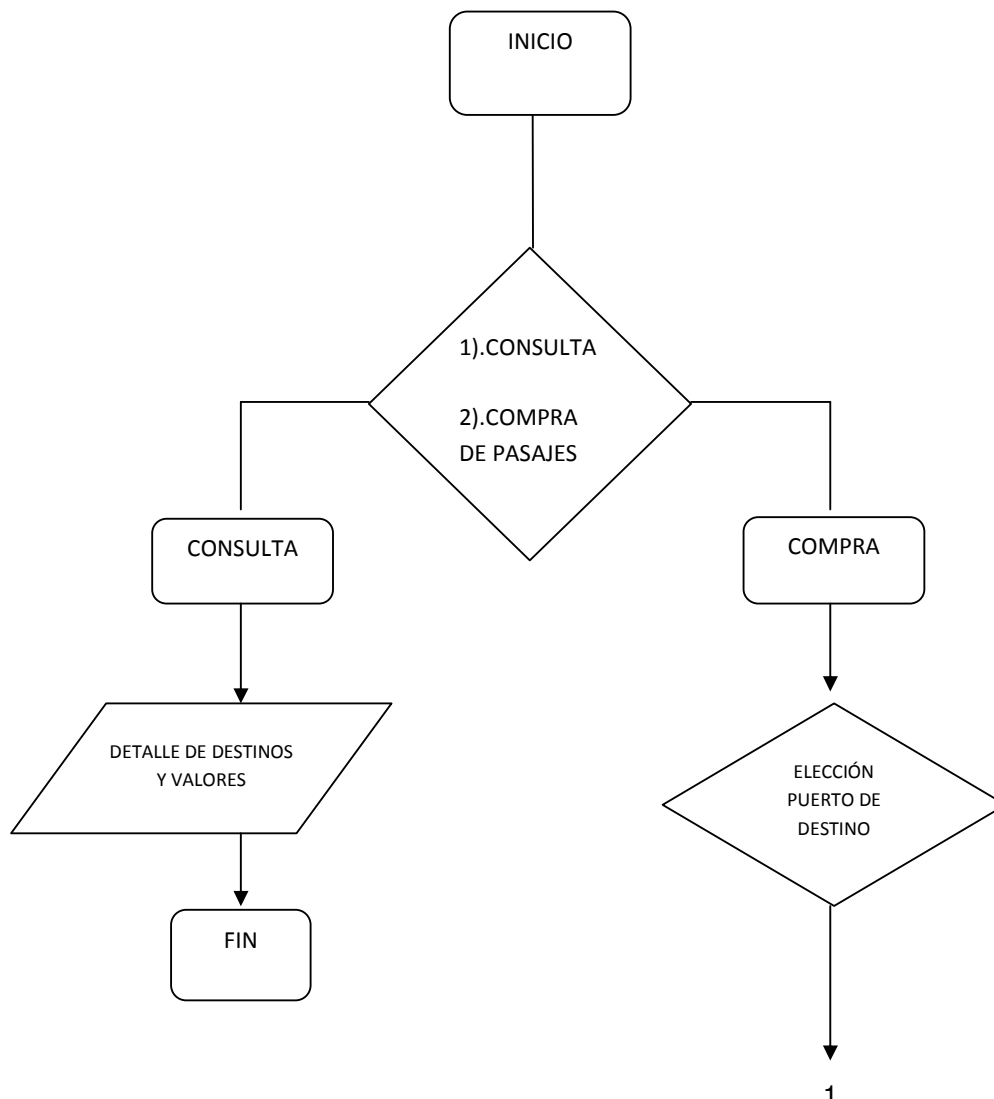 INICIO
1).CONSULTA
2).COMPRA
DE PASAJES
CONSULTA
COMPRA
DETALLE DE DESTINOS
Y VALORES
ELECCIÓN
PUERTO DE
DESTINO
FIN
1